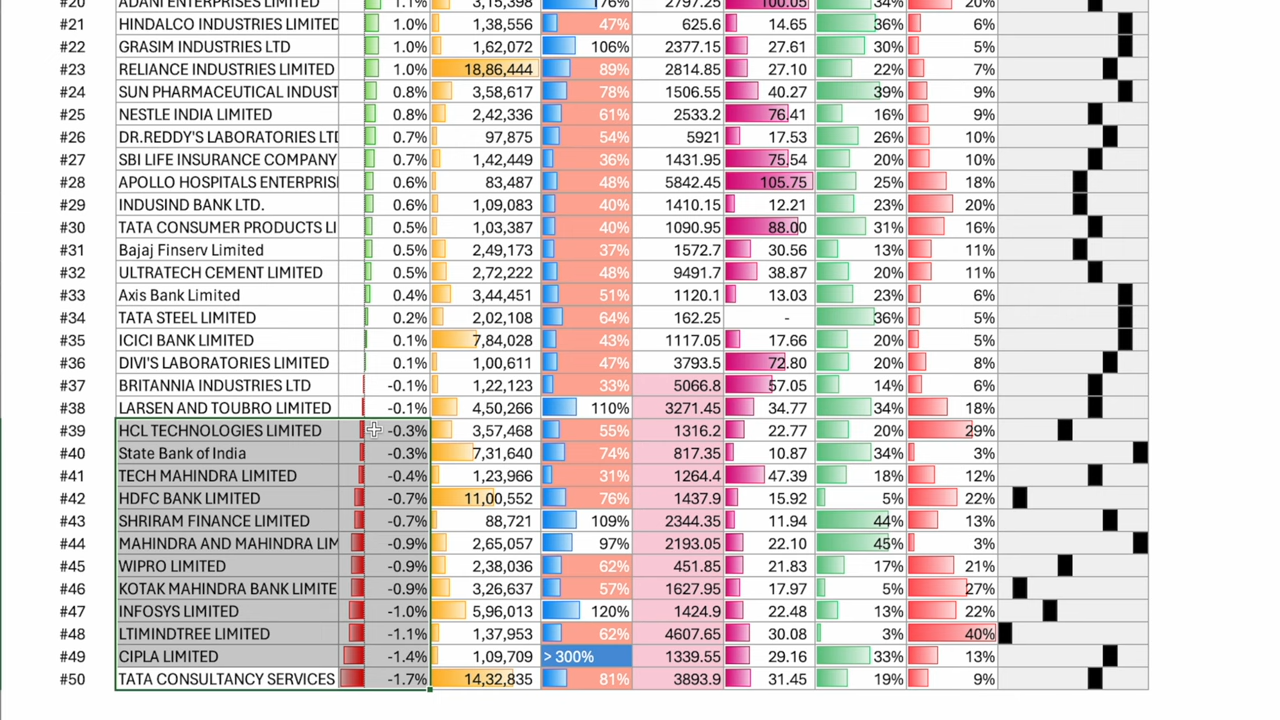 #20 ADANI ENTERPRISES LIMITED 1.1% 3,15,398 176% 2797.25 100.05 34% 20%
#21 HINDALCO INDUSTRIES LIMITED 1.0% 1,38,556 47% 625.6 14.65 36% 6%
#22 GRASIM INDUSTRIES LTD 1.0% 1,62,072 106% 2377.15 27.61 30% 5%
#23 RELIANCE INDUSTRIES LIMITED 1.0% 18,86,444 89% 2814.85 27.10 22% 7%
#24 SUN PHARMACEUTICAL INDUST 0.8% 3,58,617 78% 1506.55 40.27 39% 9%
#25 NESTLE INDIA LIMITED 0.8% 2,42,336 61% 2533.2 76.41 16% 9%
#26 DR.REDDY'S LABORATORIES LTD 0.7% 97,875 54% 5921 17.53 26% 10%
#27 SBI LIFE INSURANCE COMPANY 0.7% 1,42,449 36% 1431.95 75.54 20% 10%
#28 APOLLO HOSPITALS ENTERPRIS 0.6% 83,487 48% 5842.45 105.75 25% 18%
#29 INDUSIND BANK LTD. 0.6% 1,09,083 40% 1410.15 12.21 23% 20%
#30 TATA CONSUMER PRODUCTS LI 0.5% 1,03,387 40% 1090.95 88.00 31% 16%
#31 Bajaj Finserv Limited 0.5% 2,49,173 37% 1572.7 30.56 13% 11%
#32 ULTRATECH CEMENT LIMITED 0.5% 2,72,222 48% 9491.7 38.87 20% 11%
#33 Axis Bank Limited 0.4% 3,44,451 51% 1120.1 13.03 23% 6%
#34 TATA STEEL LIMITED 0.2% 2,02,108 64% 162.25 - 36% 5%
#35 ICICI BANK LIMITED 0.1% 7,84,028 43% 1117.05 17.66 20% 5%
#36 DIVI'S LABORATORIES LIMITED 0.1% 1,00,611 47% 3793.5 72.80 20% 8%
#37 BRITANNIA INDUSTRIES LTD -0.1% 1,22,123 33% 5066.8 57.05 14% 6%
#38 LARSEN AND TOUBRO LIMITED -0.1% 4,50,266 110% 3271.45 34.77 34% 18%
#39 HCL TECHNOLOGIES LIMITED -0.3% 3,57,468 55% 1316.2 22.77 20% 29%
#40 State Bank of India -0.3% 7,31,640 74% 817.35 10.87 34% 3%
#41 TECH MAHINDRA LIMITED -0.4% 1,23,966 31% 1264.4 47.39 18% 12%
#42 HDFC BANK LIMITED -0.7% 11,00,552 76% 1437.9 15.92 5% 22%
#43 SHRIRAM FINANCE LIMITED -0.7% 88,721 109% 2344.35 11.94 44% 13%
#44 MAHINDRA AND MAHINDRA LIM -0.9% 2,65,057 97% 2193.05 22.10 45% 3%
#45 WIPRO LIMITED -0.9% 2,38,036 62% 451.85 21.83 17% 21%
#46 KOTAK MAHINDRA BANK LIMITE -0.9% 3,26,637 57% 1627.95 17.97 5% 27%
#47 INFOSYS LIMITED -1.0% 5,96,013 120% 1424.9 22.48 13% 22%
#48 LTIMINDTREE LIMITED -1.1% 1,37,953 62% 4607.65 30.08 3% 40%
#49 CIPLA LIMITED -1.4% 1,09,709 > 300% 1339.55 29.16 33% 13%
#50 TATA CONSULTANCY SERVICES -1.7% 14,32,835 81% 3893.9 31.45 19% 9%